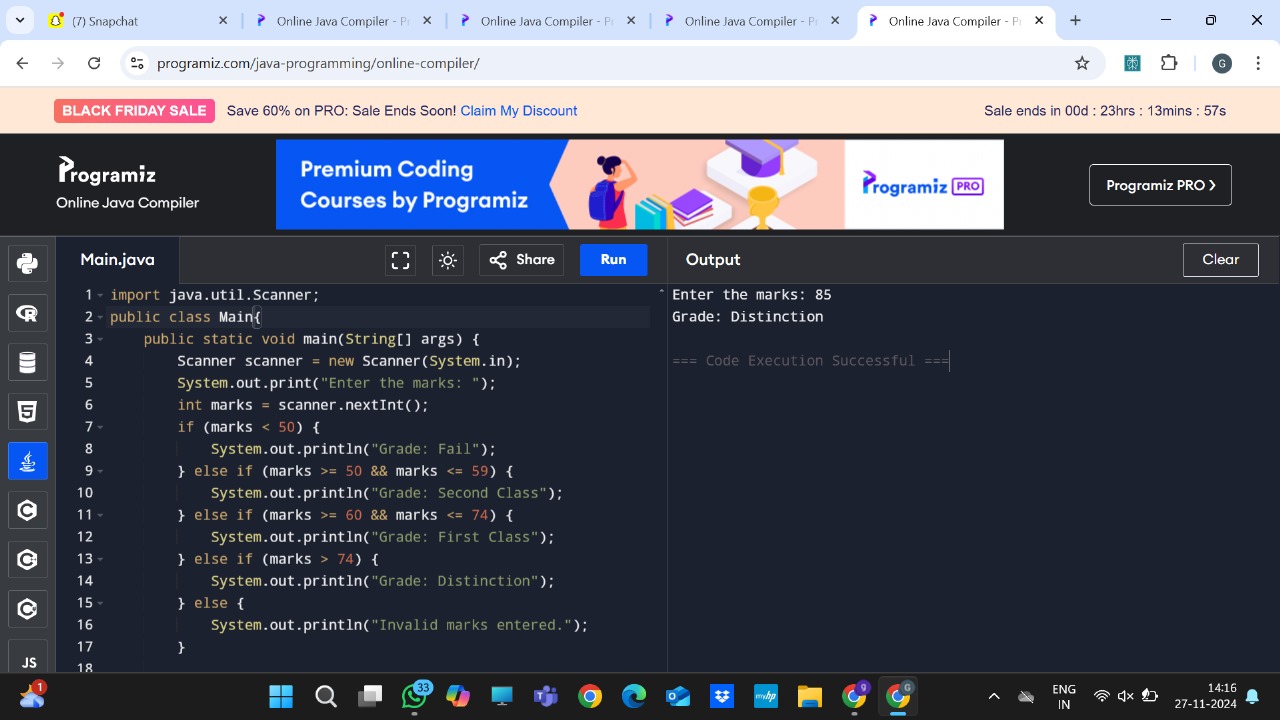 (7) Snapchat
Online Java Compiler - P
Online Java Compiler - P
Online Java Compiler - P
Online Java Compiler - P
programiz.com/java-programming/online-compiler/
G
BLACK FRIDAY SALE Save 60% on PRO: Sale Ends Soon! Claim My Discount
Sale ends in 00d : 23hrs : 13mins : 57s
Programiz
Online Java Compiler
Premium Coding
Courses by Programiz
Programiz PRO
Programiz PRO ❯
Main.java
Share
Run
Output
Clear
1 import java.util.Scanner;
2 public class Main{
3 public static void main(String[] args) {
4 Scanner scanner = new Scanner(System.in);
5 System.out.print("Enter the marks: ");
6 int marks = scanner.nextInt();
7 if (marks < 50) {
8 System.out.println("Grade: Fail");
9 } else if (marks >= 50 && marks <= 59) {
10 System.out.println("Grade: Second Class");
11 } else if (marks >= 60 && marks <= 74) {
12 System.out.println("Grade: First Class");
13 } else if (marks > 74) {
14 System.out.println("Grade: Distinction");
15 } else {
16 System.out.println("Invalid marks entered.");
17 }
18
Enter the marks: 85
Grade: Distinction
=== Code Execution Successful ===
JS
1
33
myhp
9
G
ENG
IN
14:16
27-11-2024